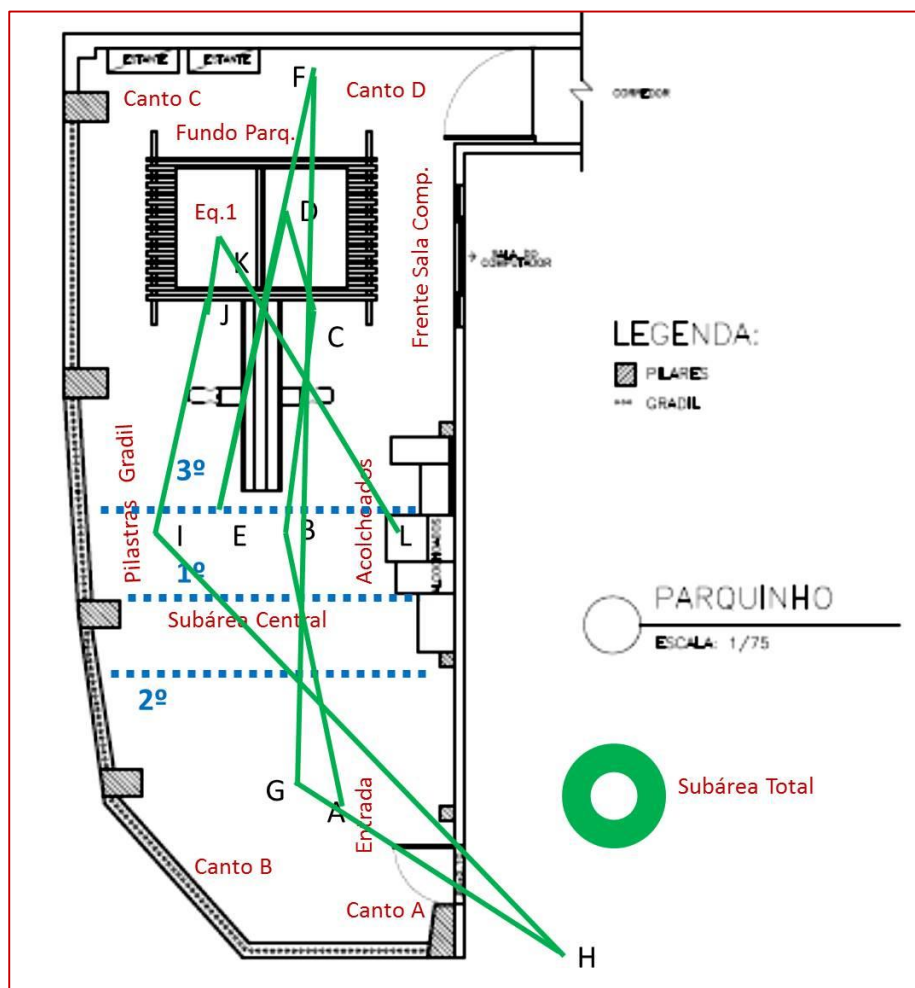 ESTANTE
ESTANTE
F
Canto C
Canto D
CORREDOR
Fundo Parq.
Eq.1
D
K
Frente Sala Comp.
SALA DO
COMPUTADOR
J
C
LEGENDA:
PILARES
GRADIL
3º
Pilastras Gradil
Acolchoados
ACOLCHOADOS
I
E
B
L
1º
Subárea Central
PARQUINHO
ESCALA: 1/75
2º
G
A
Entrada
Subárea Total
Canto B
Canto A
H